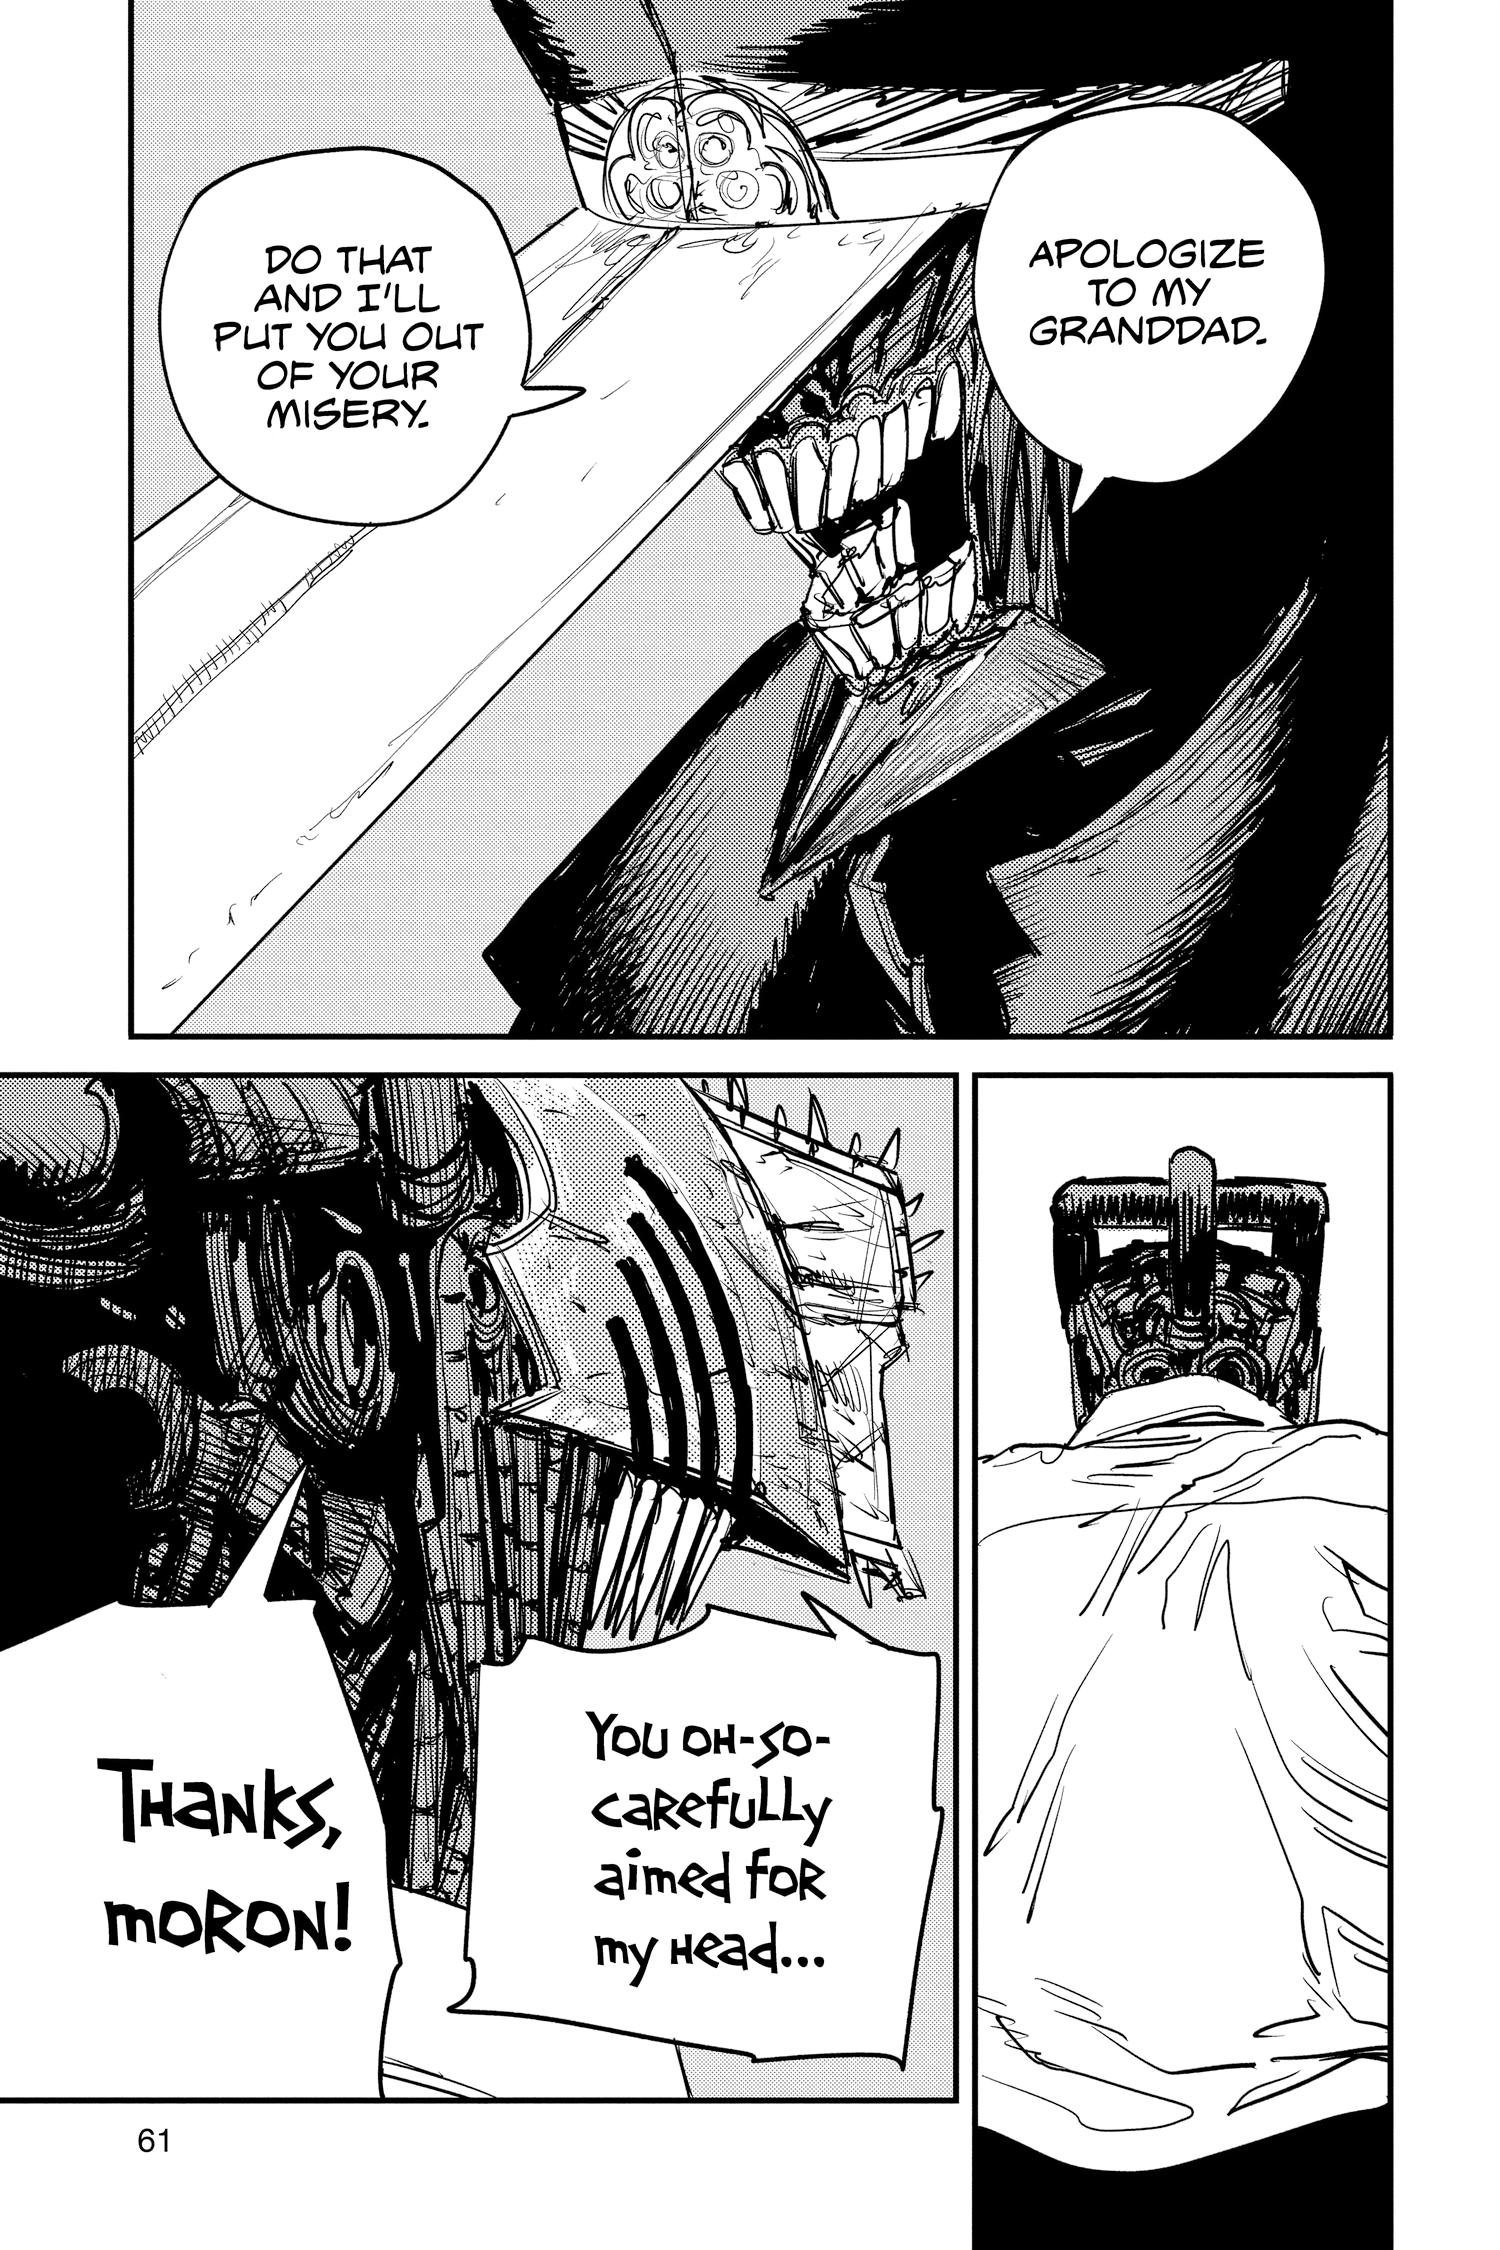 APOLOGIZE
TO MY
GRANDDAD.
DO THAT
AND I'LL
PUT YOU OUT
OF YOUR
MISERY.
YOU OH-SO-
CAREFULLY
AIMED FOR
MY HEAD...
THANKS,
MORON!
61